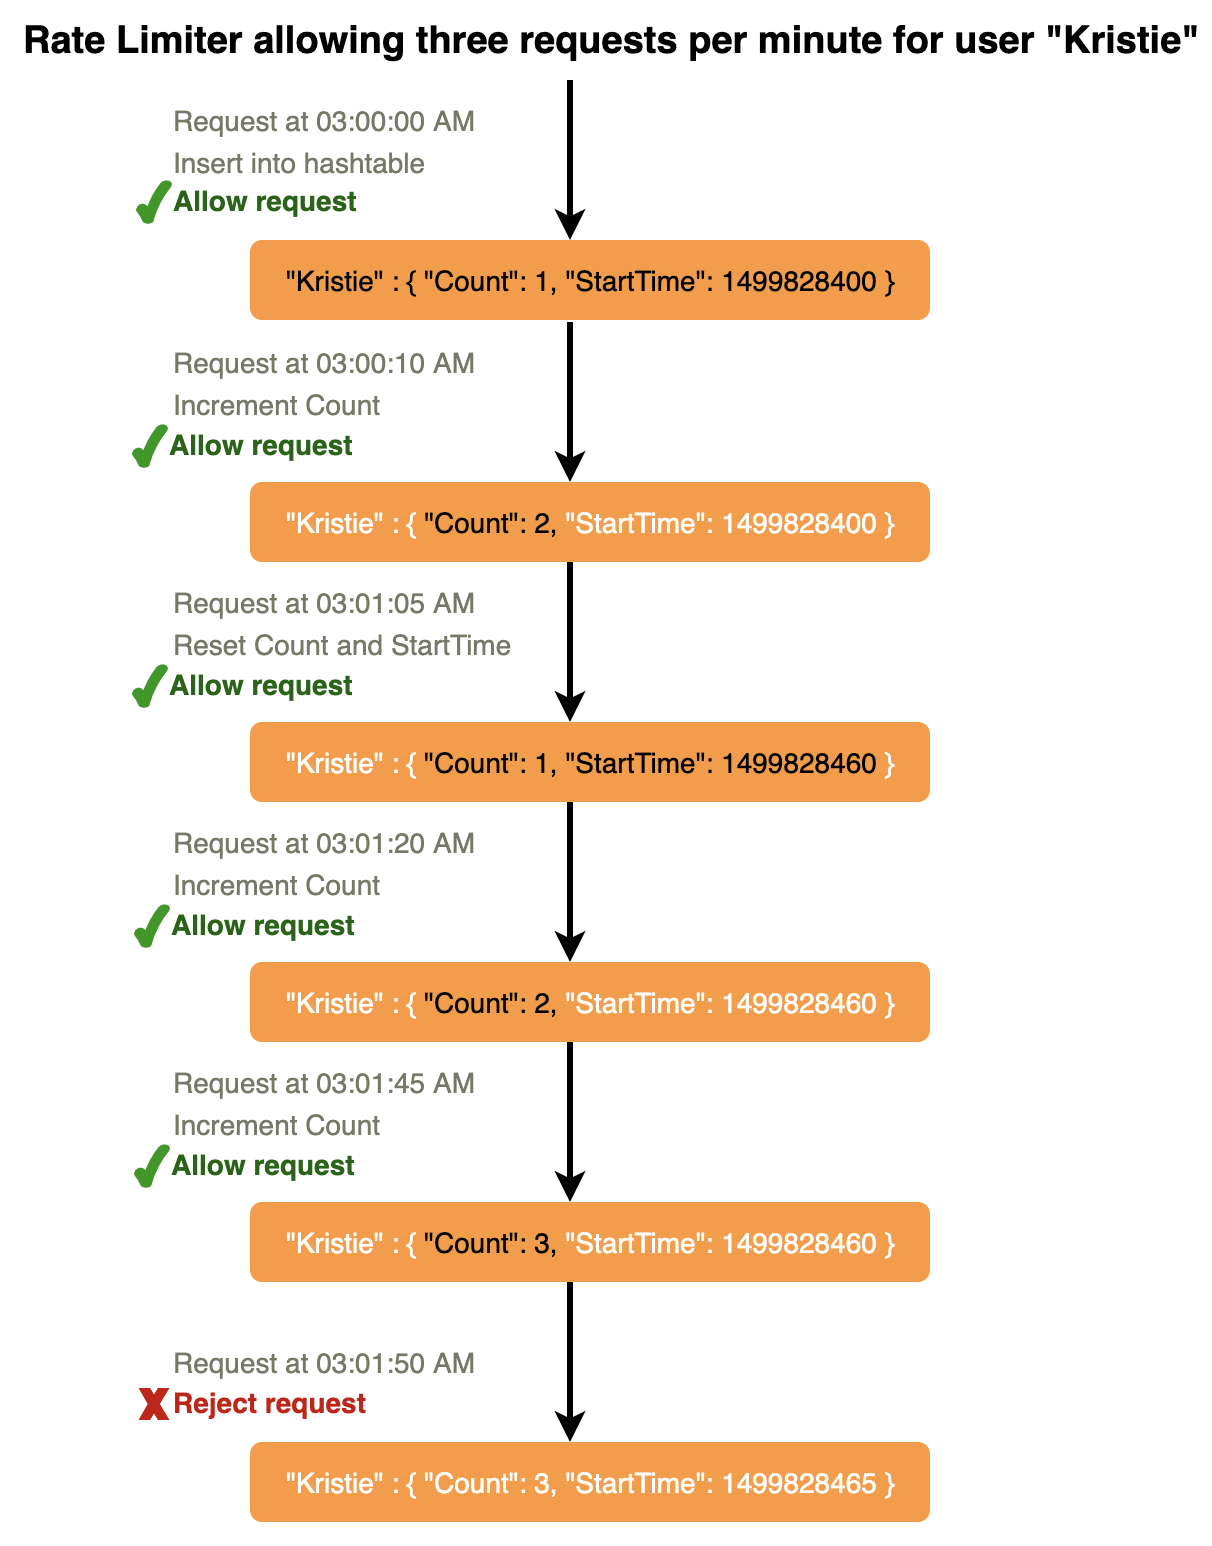 Rate Limiter allowing three requests per minute for user "Kristie"
Request at 03:00:00 AM
Insert into hashtable
Allow request
"Kristie" : { "Count": 1, "StartTime": 1499828400 }
Request at 03:00:10 AM
Increment Count
Allow request
"Kristie" : { "Count": 2, "StartTime": 1499828400 }
Request at 03:01:05 AM
Reset Count and StartTime
Allow request
"Kristie" : { "Count": 1, "StartTime": 1499828460 }
Request at 03:01:20 AM
Increment Count
Allow request
"Kristie" : { "Count": 2, "StartTime": 1499828460 }
Request at 03:01:45 AM
Increment Count
Allow request
"Kristie" : { "Count": 3, "StartTime": 1499828460 }
Request at 03:01:50 AM
Reject request
"Kristie" : { "Count": 3, "StartTime": 1499828465 }